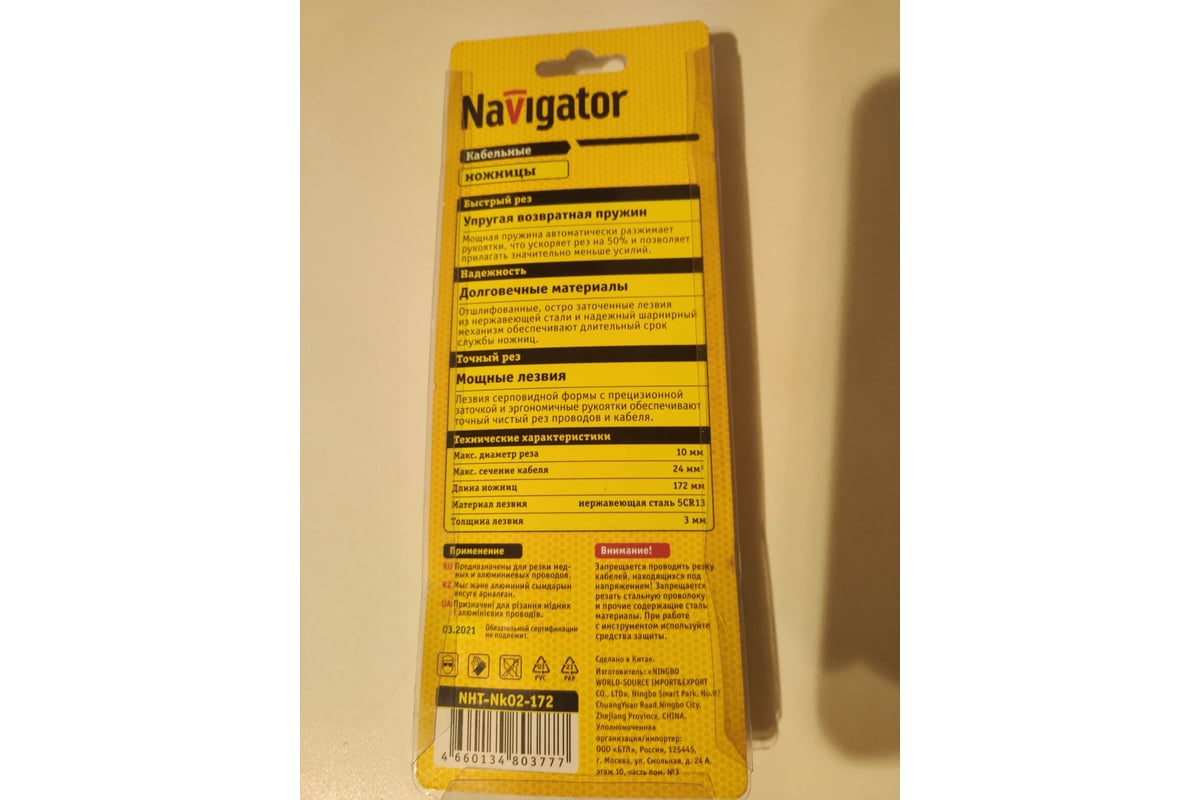 Navigator
Кабельные
ножницы
Быстрый рез
Упругая возвратная пружин
Мощная пружина автоматически разжимает
рукоятки, что ускоряет рез на 50% и позволяет
прилагать значительно меньше усилий.
Надежность
Долговечные материалы
Отшлифованные, остро заточенные лезвия
из нержавеющей стали и надежный шарнирный
механизм обеспечивают длительный срок
службы ножниц.
Точный рез
Мощные лезвия
Лезвия серповидной формы с прецизионной
заточкой и эргономичные рукоятки обеспечивают
точный чистый рез проводов и кабеля.
Технические характеристики
Макс. диаметр реза 10 мм
Макс. сечение кабеля 24 мм²
Длина ножниц 172 мм
Материал лезвия нержавеющая сталь 5CR13
Толщина лезвия 3 мм
Применение
RU Предназначены для резки мед-
ных и алюминиевых проводов.
KZ Мыс және алюминий сымдарын
кесуге арналған.
UA Призначені для різання мідних
і алюмінієвих проводів.
03.2021 Обязательной сертификации
не подлежит.
03 PVC
21 PAP
NHT-Nk02-172
4 660134 803777
Внимание!
Запрещается проводить резку
кабелей, находящихся под
напряжением! Запрещается
резать стальную проволоку
и прочие содержащие сталь
материалы. При работе
с инструментом используйте
средства защиты.
Сделано в Китае.
Изготовитель: «NINGBO
WORLD-SOURCE IMPORT&EXPORT
CO., LTD», Ningbo Smart Park, No.97
ChuangYuan Road,Ningbo City,
Zhejiang Province, CHINA.
Уполномоченная
организация/импортер:
ООО «БТЛ», Россия, 125445,
г. Москва, ул. Смольная, д. 24 А,
этаж 10, часть пом. №3